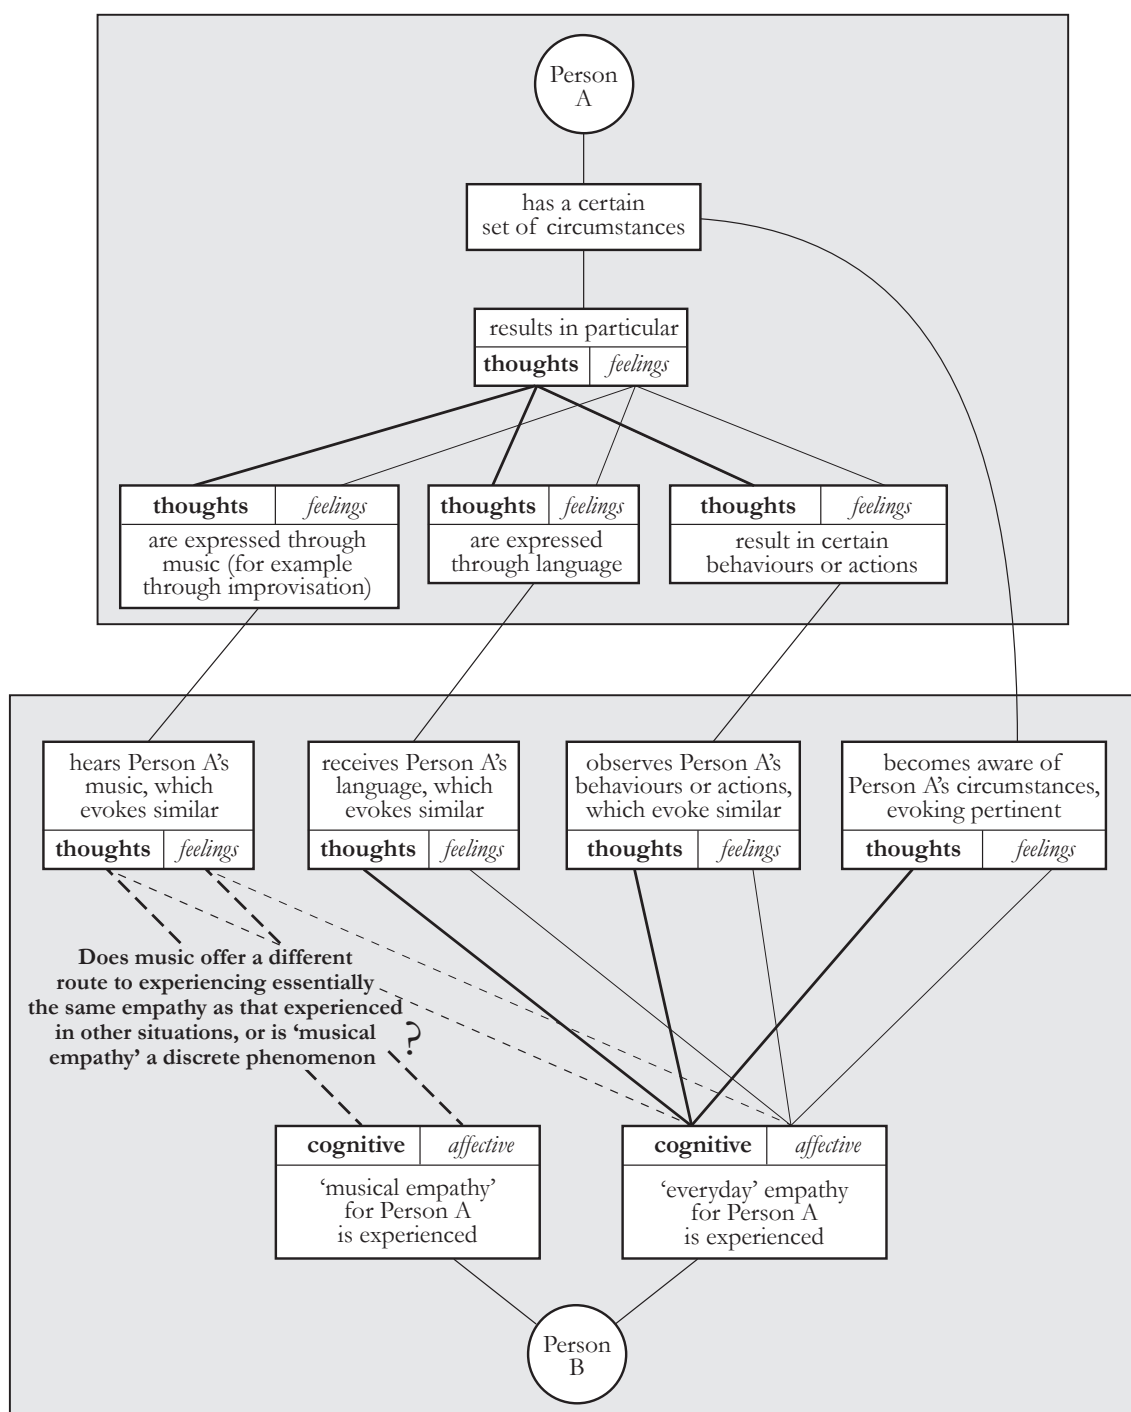 Person
A
has a certain
set of circumstances
results in particular
thoughts feelings
thoughts feelings
are expressed through
music (for example
through improvisation)
thoughts feelings
are expressed
through language
thoughts feelings
result in certain
behaviours or actions
hears Person A’s
music, which
evokes similar
thoughts feelings
receives Person A’s
language, which
evokes similar
thoughts feelings
observes Person A’s
behaviours or actions,
which evoke similar
thoughts feelings
becomes aware of
Person A’s circumstances,
evoking pertinent
thoughts feelings
Does music offer a different
route to experiencing essentially
the same empathy as that experienced
in other situations, or is ‘musical
empathy’ a discrete phenomenon ?
cognitive affective
‘musical empathy’
for Person A
is experienced
cognitive affective
‘everyday’ empathy
for Person A
is experienced
Person
B